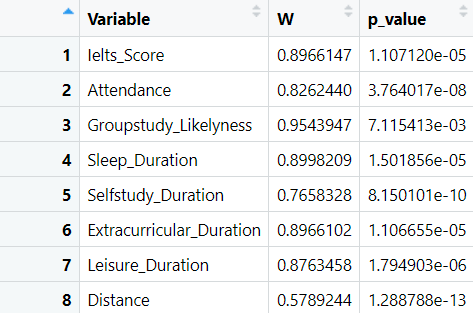 Variable W p_value
1 Ielts_Score 0.8966147 1.107120e-05
2 Attendance 0.8262440 3.764017e-08
3 Groupstudy_Likelyness 0.9543947 7.115413e-03
4 Sleep_Duration 0.8998209 1.501856e-05
5 Selfstudy_Duration 0.7658328 8.150101e-10
6 Extracurricular_Duration 0.8966102 1.106655e-05
7 Leisure_Duration 0.8763458 1.794903e-06
8 Distance 0.5789244 1.288788e-13